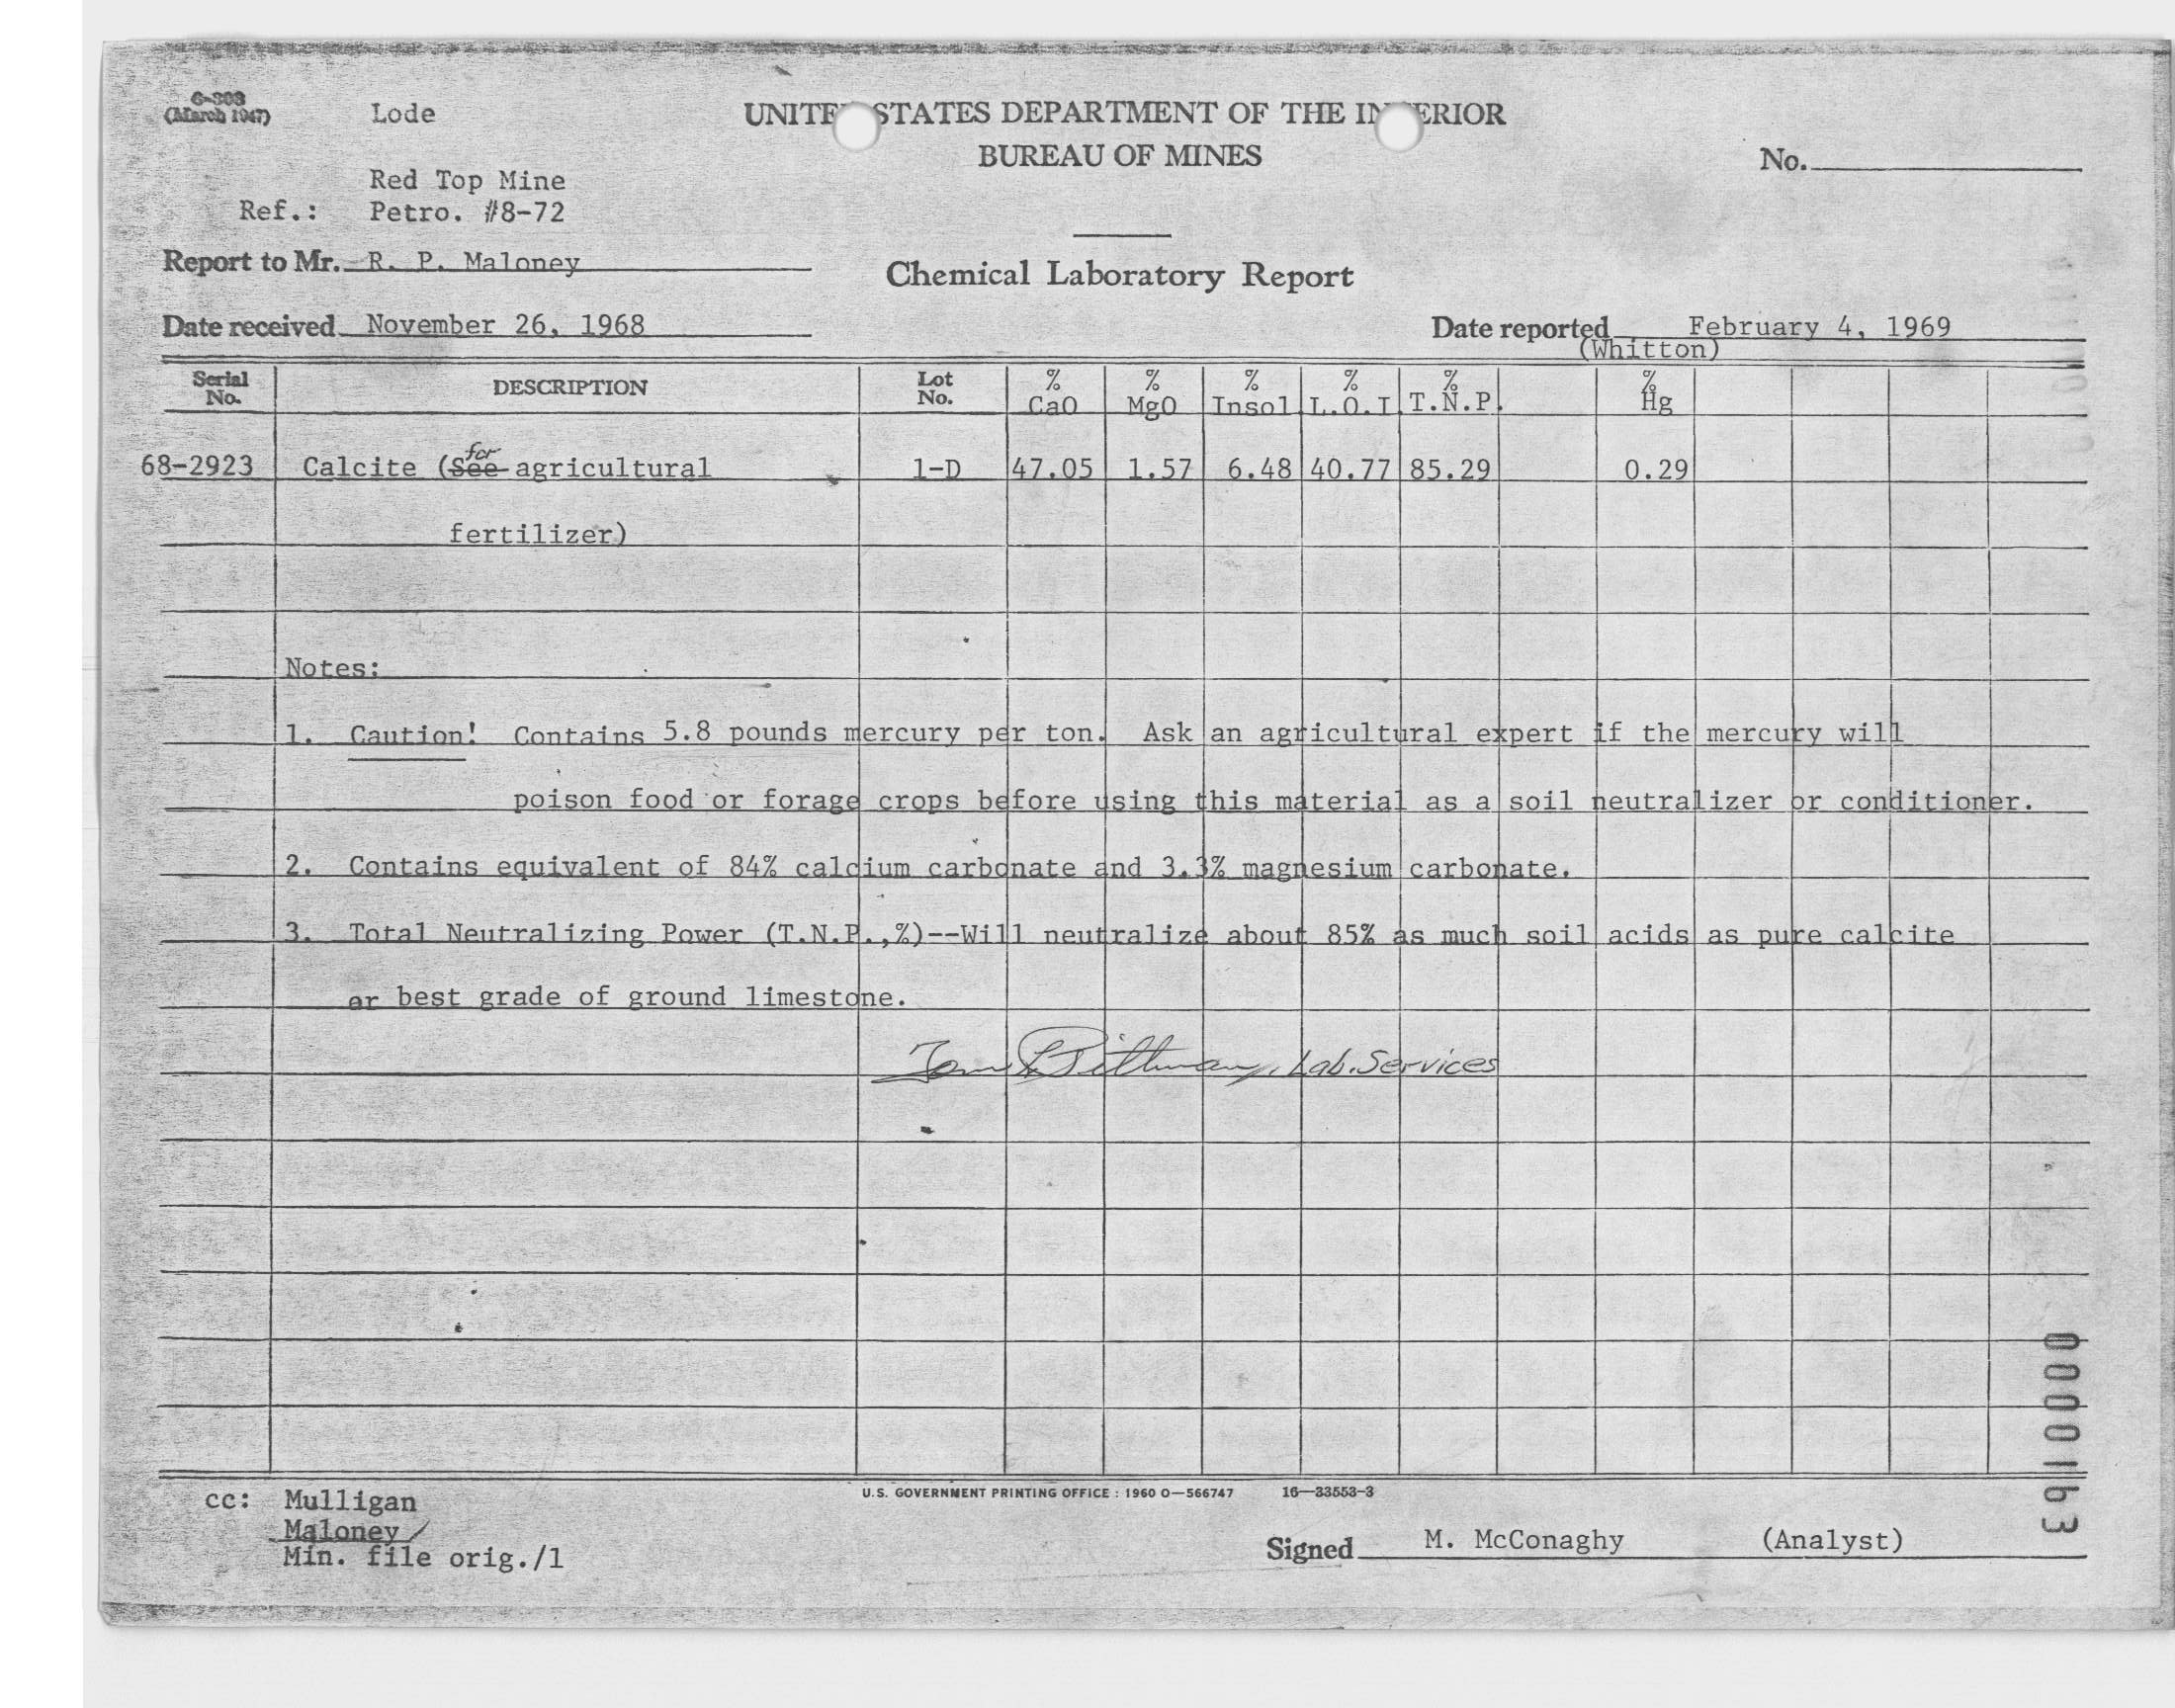 6-303
(March 1947)
Lode
UNITED STATES DEPARTMENT OF THE INTERIOR
BUREAU OF MINES
No.
Red Top Mine
Ref.: Petro. #8-72
Report to Mr. R. P. Maloney
Chemical Laboratory Report
Date received November 26, 1968
Date reported February 4, 1969
(Whitton)
Serial No. DESCRIPTION Lot No. % CaO % MgO % Insol. % L.O.I. % T.N.P. % Hg
for
68-2923 Calcite (See agricultural 1-D 47.05 1.57 6.48 40.77 85.29 0.29
fertilizer)
Notes:
1. Caution! Contains 5.8 pounds mercury per ton. Ask an agricultural expert if the mercury will
poison food or forage crops before using this material as a soil neutralizer or conditioner.
2. Contains equivalent of 84% calcium carbonate and 3.3% magnesium carbonate.
3. Total Neutralizing Power (T.N.P.,%)--Will neutralize about 85% as much soil acids as pure calcite
or best grade of ground limestone.
Pittman, Lab. Services
cc: Mulligan
Maloney
Min. file orig./1
U.S. GOVERNMENT PRINTING OFFICE : 1960 O—566747 16—33553-3
Signed M. McConaghy (Analyst)
0000163